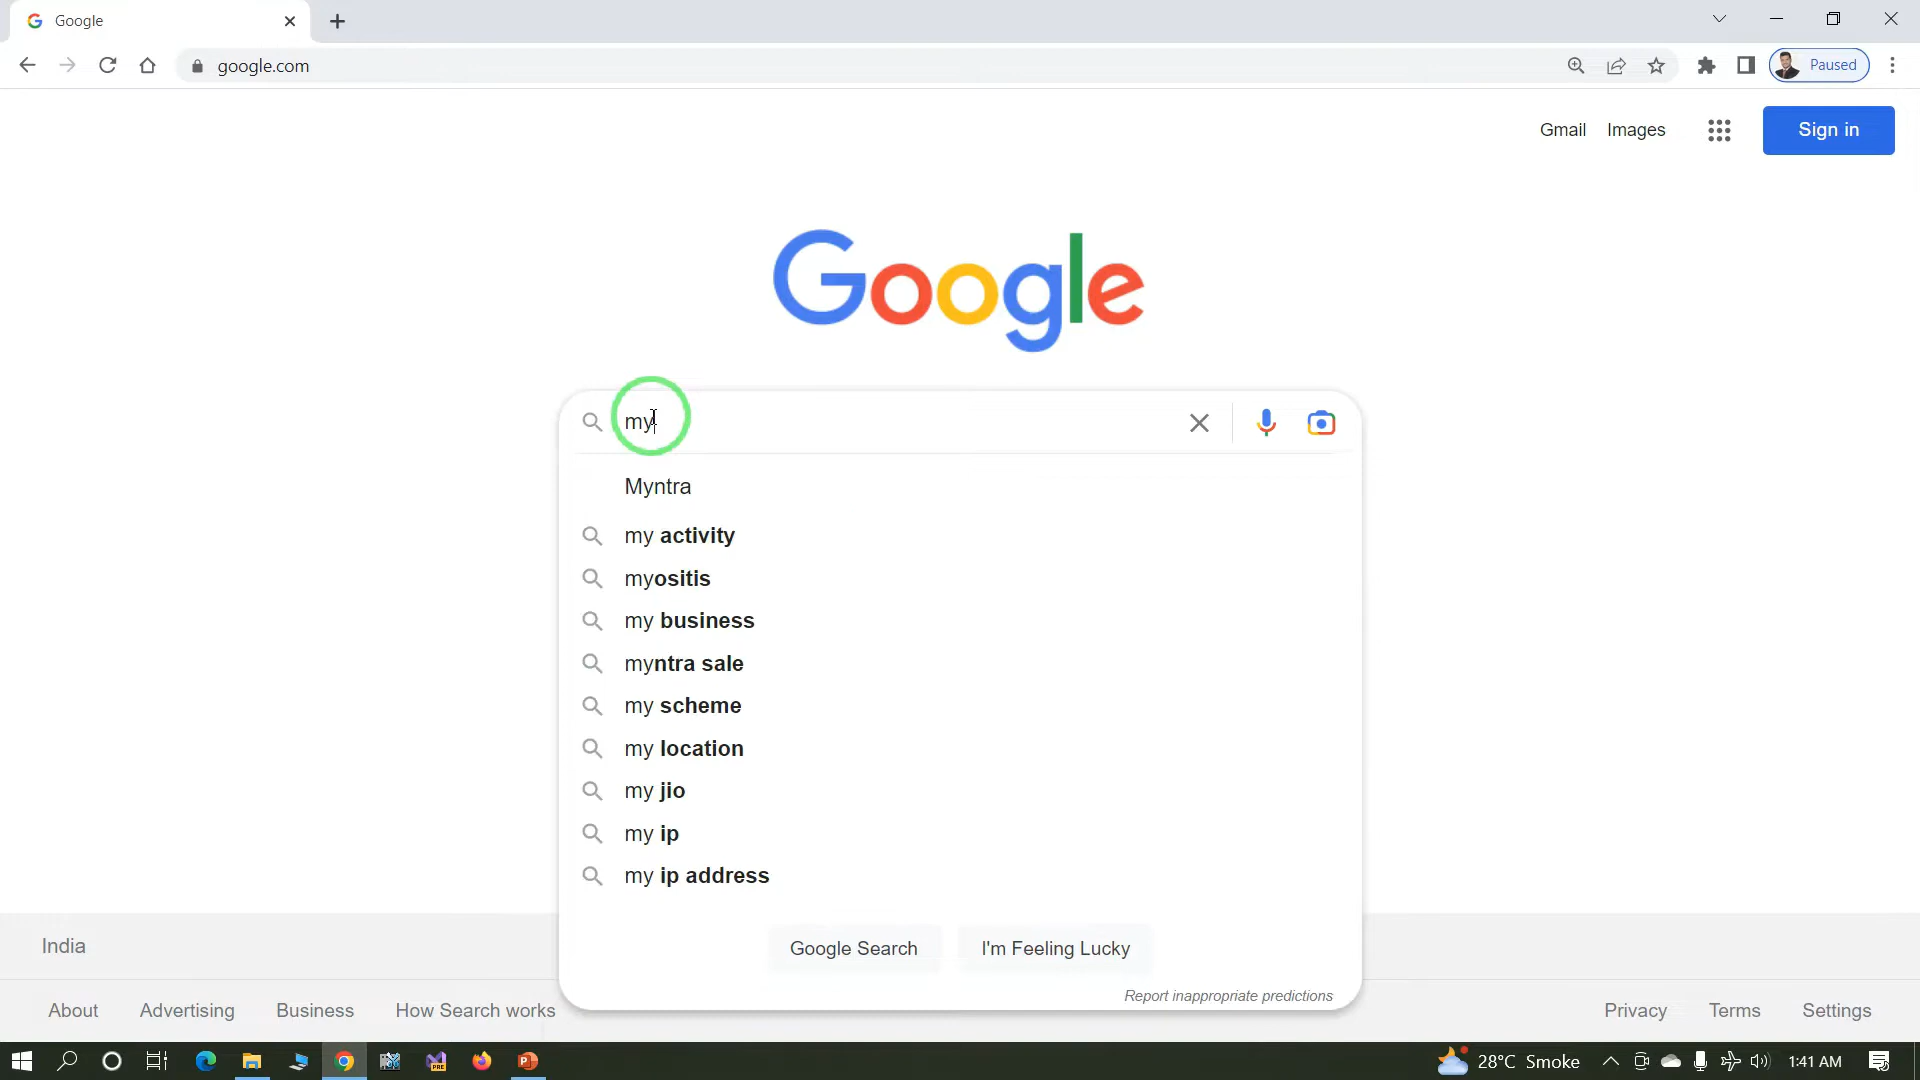 Google
google.com
Paused
Gmail Images Sign in
Google
my
Myntra
my activity
myositis
my business
myntra sale
my scheme
my location
my jio
my ip
my ip address
Google Search I'm Feeling Lucky
Report inappropriate predictions
India
About Advertising Business How Search works Privacy Terms Settings
PRE
28°C Smoke 1:41 AM